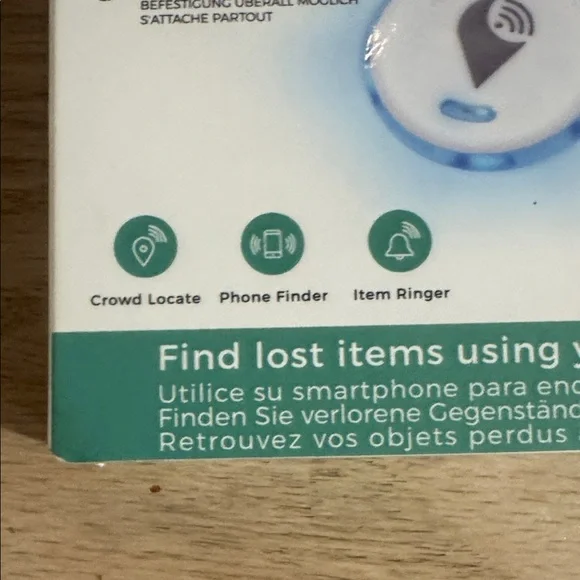 BEFESTIGUNG ÜBERALL MÖGLICH
S'ATTACHE PARTOUT
Crowd Locate Phone Finder Item Ringer
Find lost items using
Utilice su smartphone para
Finden Sie verlorene
Retrouvez vos objets perdus